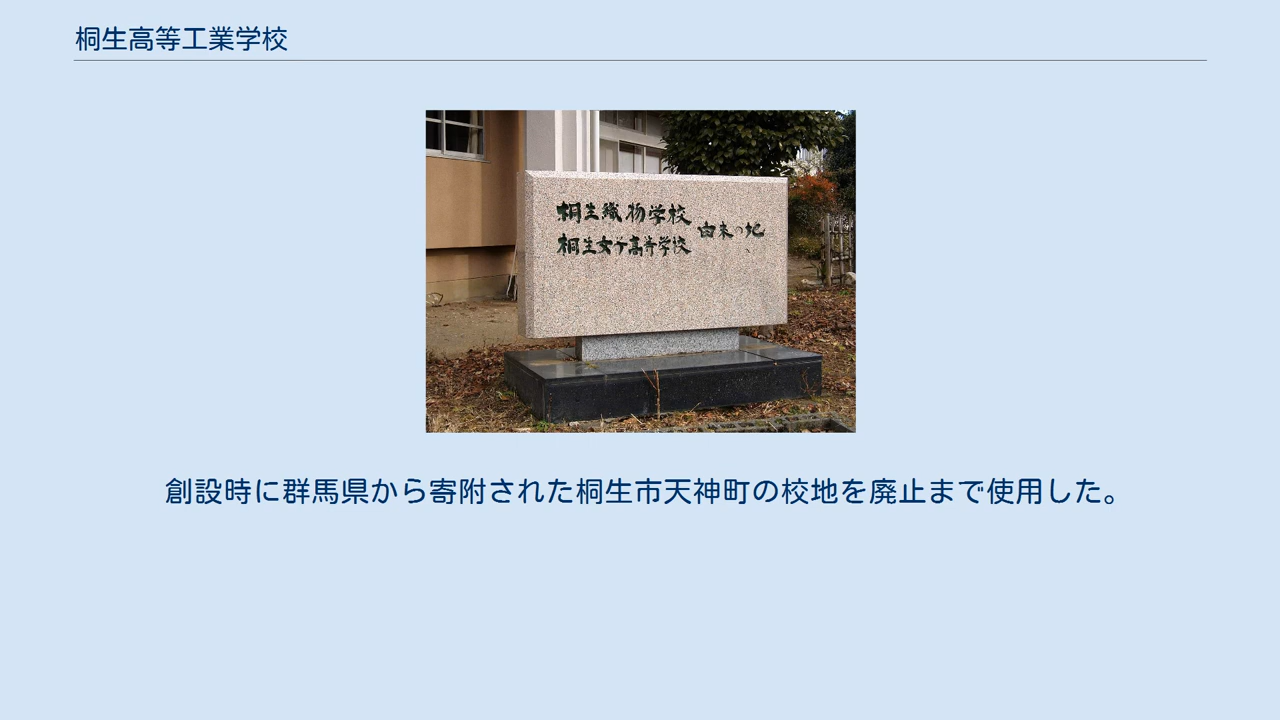 桐生高等工業学校
桐生織物学校
桐生女子高等学校
由来の地
創設時に群馬県から寄附された桐生市天神町の校地を廃止まで使用した。